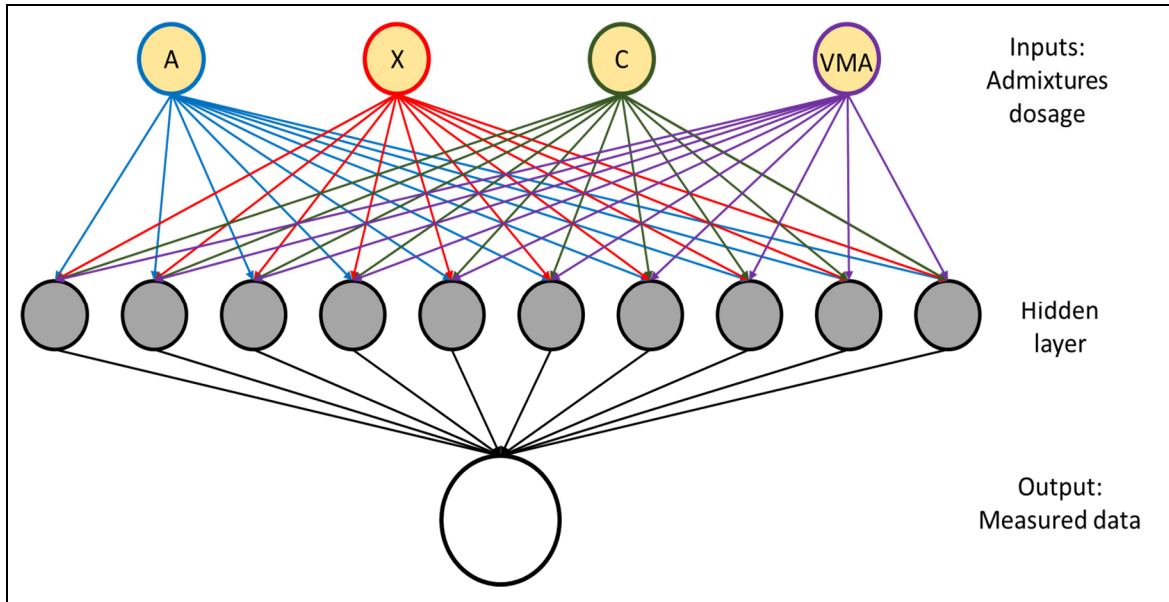 A
X
C
VMA
Inputs:
Admixtures
dosage
Hidden
layer
Output:
Measured data